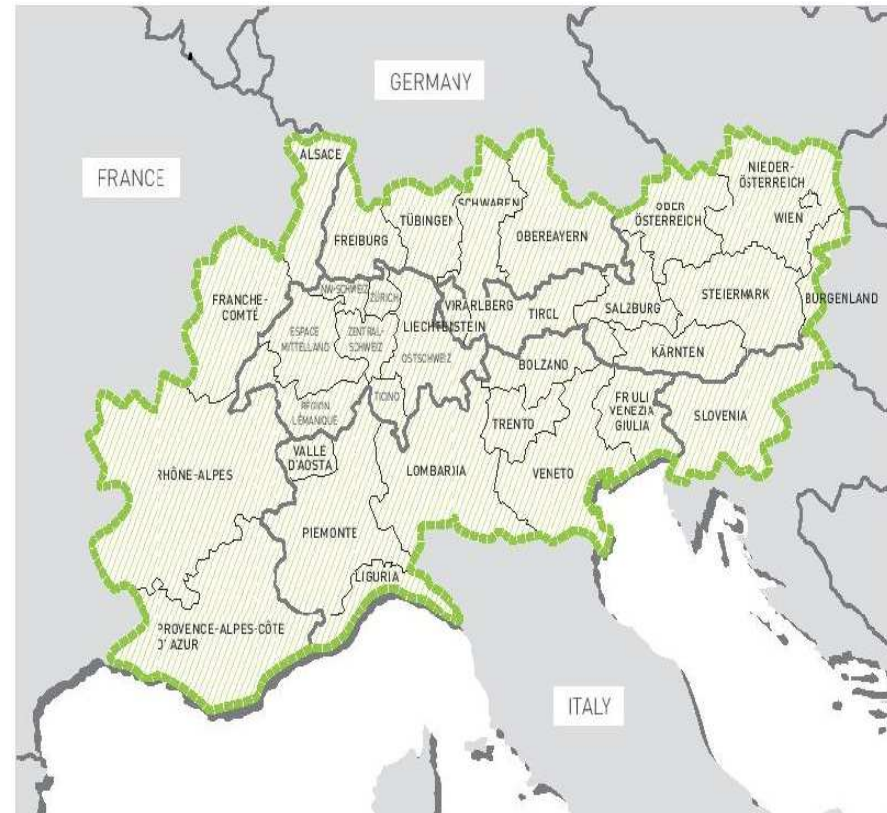 GERMANY
FRANCE
ALSACE
NIEDER-
ÖSTERREICH
WIEN
OBER
ÖSTERREICH
SCHWABEN
TÜBINGEN
FREIBURG
OBERBAYERN
FRANCHE-
COMTÉ
NW-SCHWEIZ
ZÜRICH
VORARLBERG
TIROL
SALZBURG
STEIERMARK
BURGENLAND
LIECHTENSTEIN
ESPACE
MITTELLAND
ZENTRAL-
SCHWEIZ
OSTSCHWEIZ
KÄRNTEN
BOLZANO
RÉGION
LÉMANIQUE
TICINO
TRENTO
FRIULI
VENEZIA
GIULIA
SLOVENIA
VALLE
D'AOSTA
RHÔNE-ALPES
LOMBARDIA
VENETO
PIEMONTE
LIGURIA
PROVENCE-ALPES-CÔTE
D'AZUR
ITALY